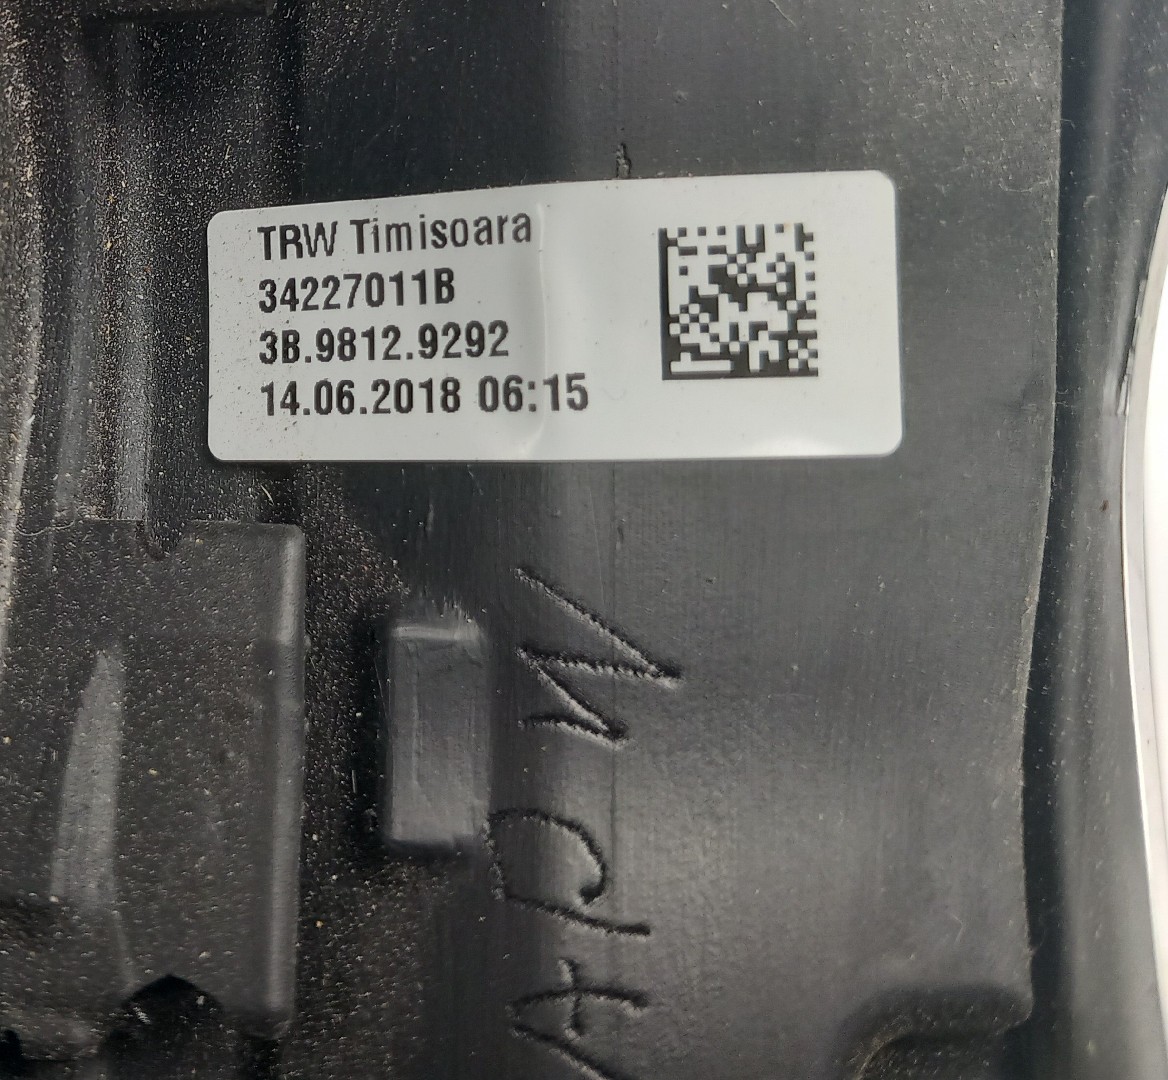 TRW Timisoara
34227011B
3B.9812.9292
14.06.2018 06:15